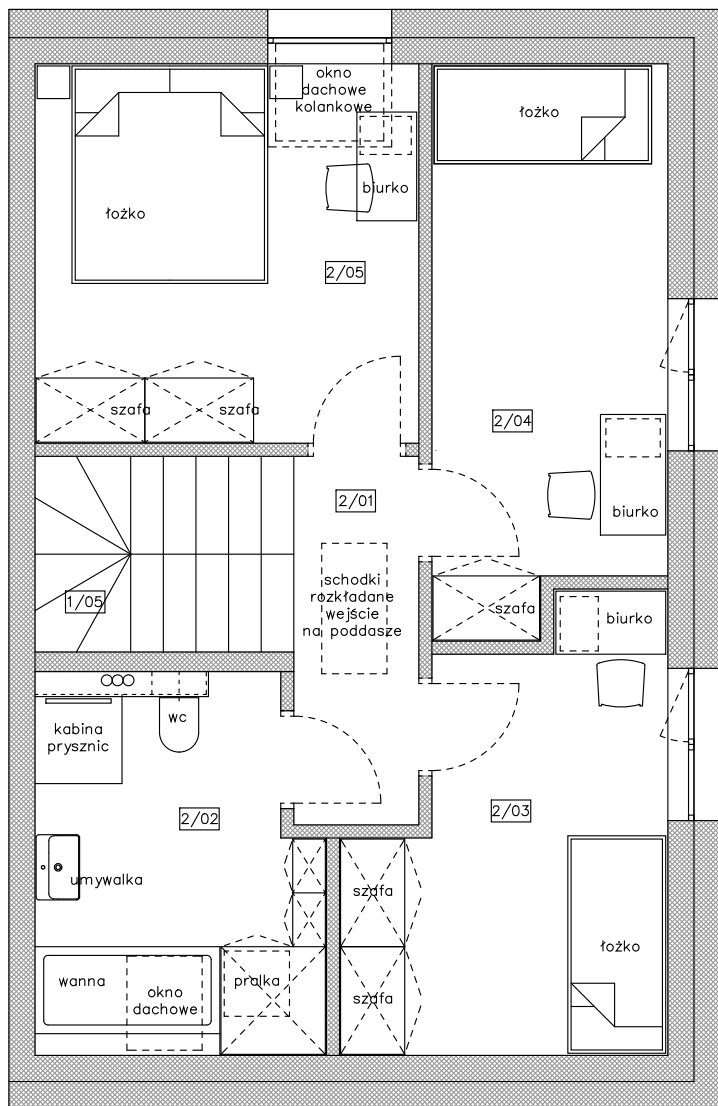 okno
dachowe
kolankowe
łożko
łożko
biurko
2/05
szafa
szafa
2/04
2/01
biurko
schodki
rozkładane
wejście
na poddasze
1/05
szafa
biurko
wc
kabina
prysznic
2/02
2/03
umywalka
szafa
łożko
wanna
okno
dachowe
pralka
szafa